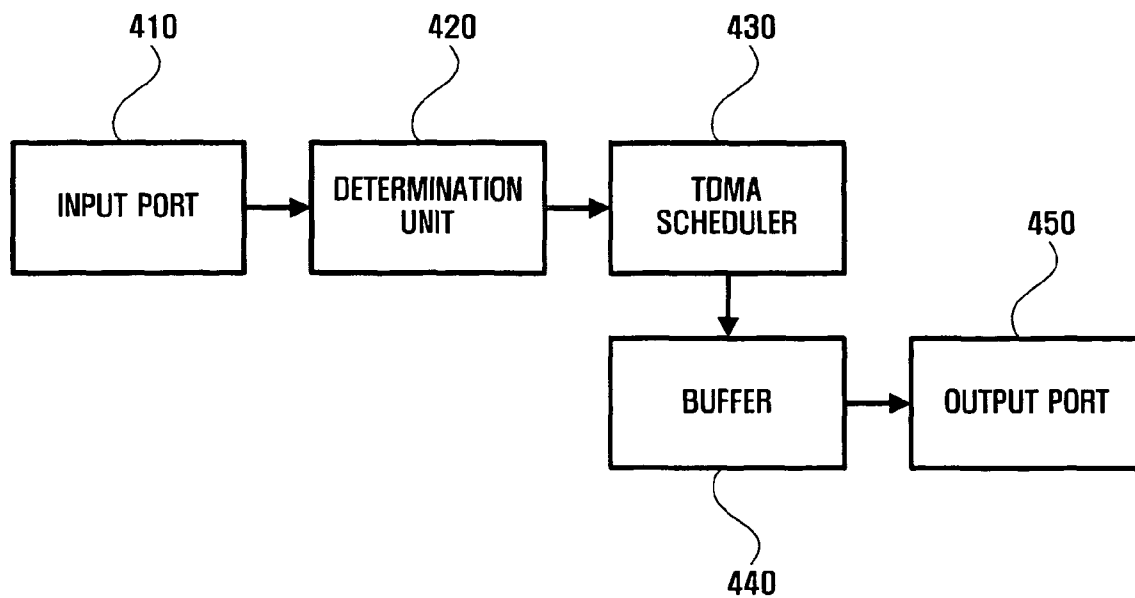 410
420
430
INPUT PORT
DETERMINATION
UNIT
TDMA
SCHEDULER
450
BUFFER
OUTPUT PORT
440